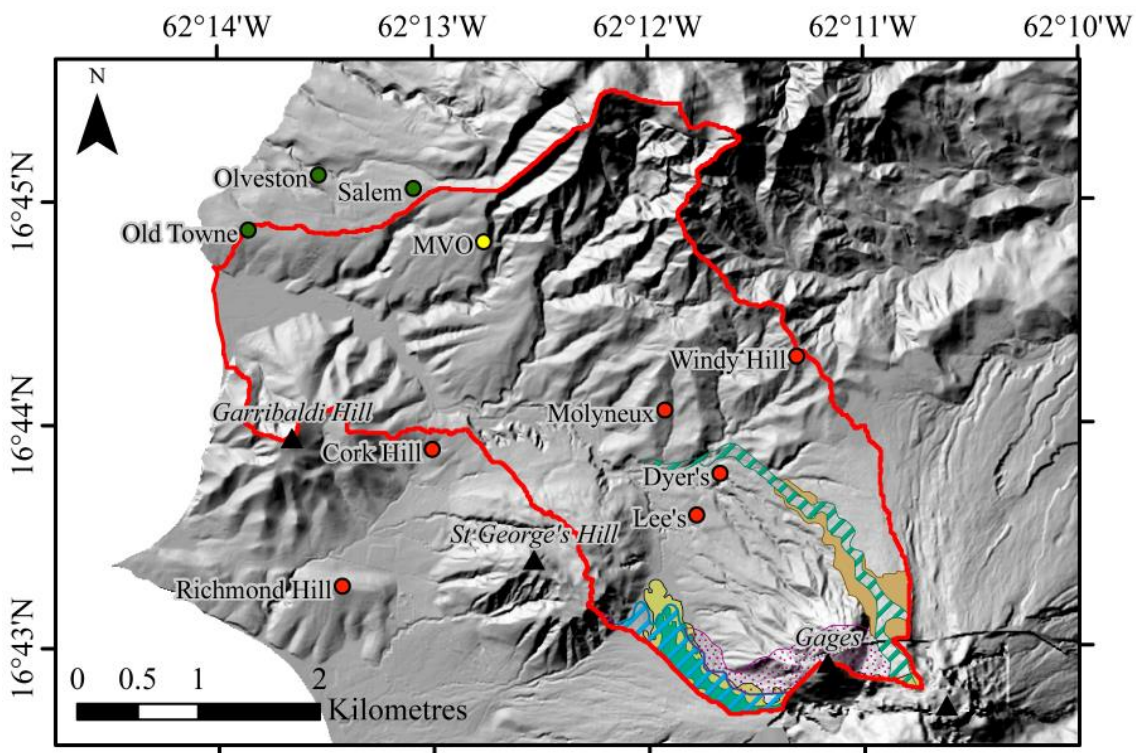 62°14'W 62°13'W 62°12'W 62°11'W 62°10'W
N
16°45'N
Olveston
Salem
Old Towne
MVO
Windy Hill
16°44'N
Garribaldi Hill
Molyneux
Cork Hill
Dyer's
Lee's
St George's Hill
Richmond Hill
16°43'N
Gages
0 0.5 1 2
Kilometres